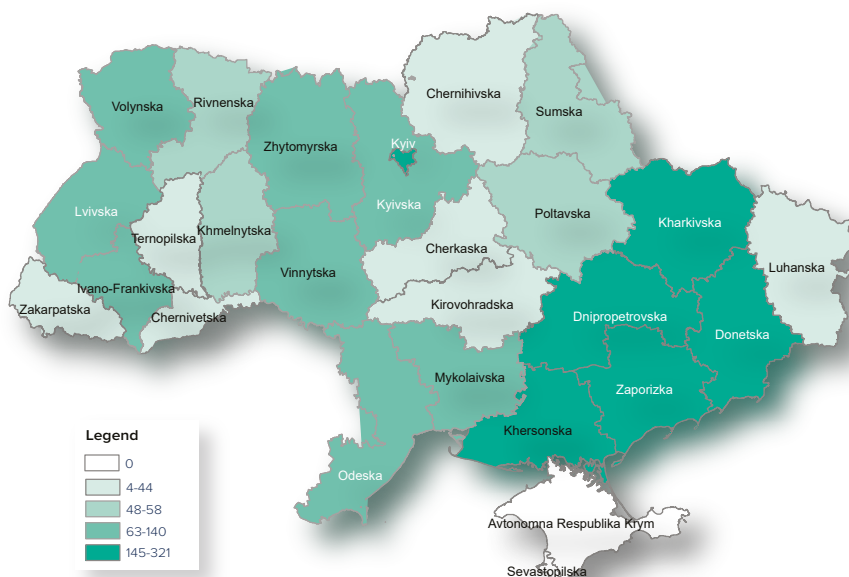 Chernihivska
Volynska
Rivnenska
Sumska
Zhytomyrska
Kyiv
Kyivska
Lvivska
Ternopilska
Khmelnytska
Poltavska
Kharkivska
Cherkaska
Luhanska
Vinnytska
Ivano-Frankivska
Zakarpatska
Chernivetska
Kirovohradska
Dnipropetrovska
Donetska
Mykolaivska
Zaporizka
Khersonska
Odeska
Avtonomna Respublika Krym
Sevastopilska
Legend
0
4-44
48-58
63-140
145-321